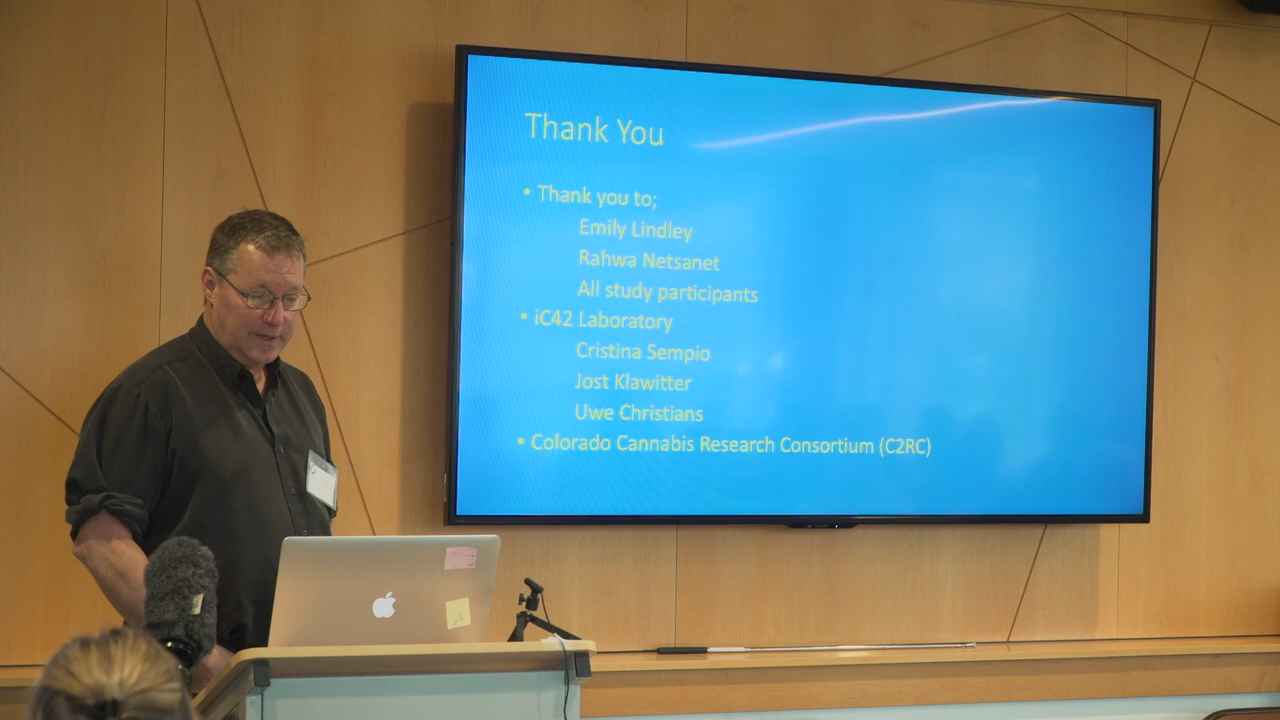 Thank You
• Thank you to;
Emily Lindley
Rahwa Netsanet
All study participants
• iC42 Laboratory
Cristina Sempio
Jost Klawitter
Uwe Christians
• Colorado Cannabis Research Consortium (C2RC)